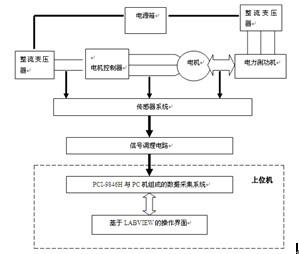 电源箱
整流变压
器
整流变压
器
电机控制器
电机
电力测功机
传感器系统
信号调理电路
上位机
PCI-9846H 与 PC 机组成的数据采集系统
基于 LABVIEW 的操作界面